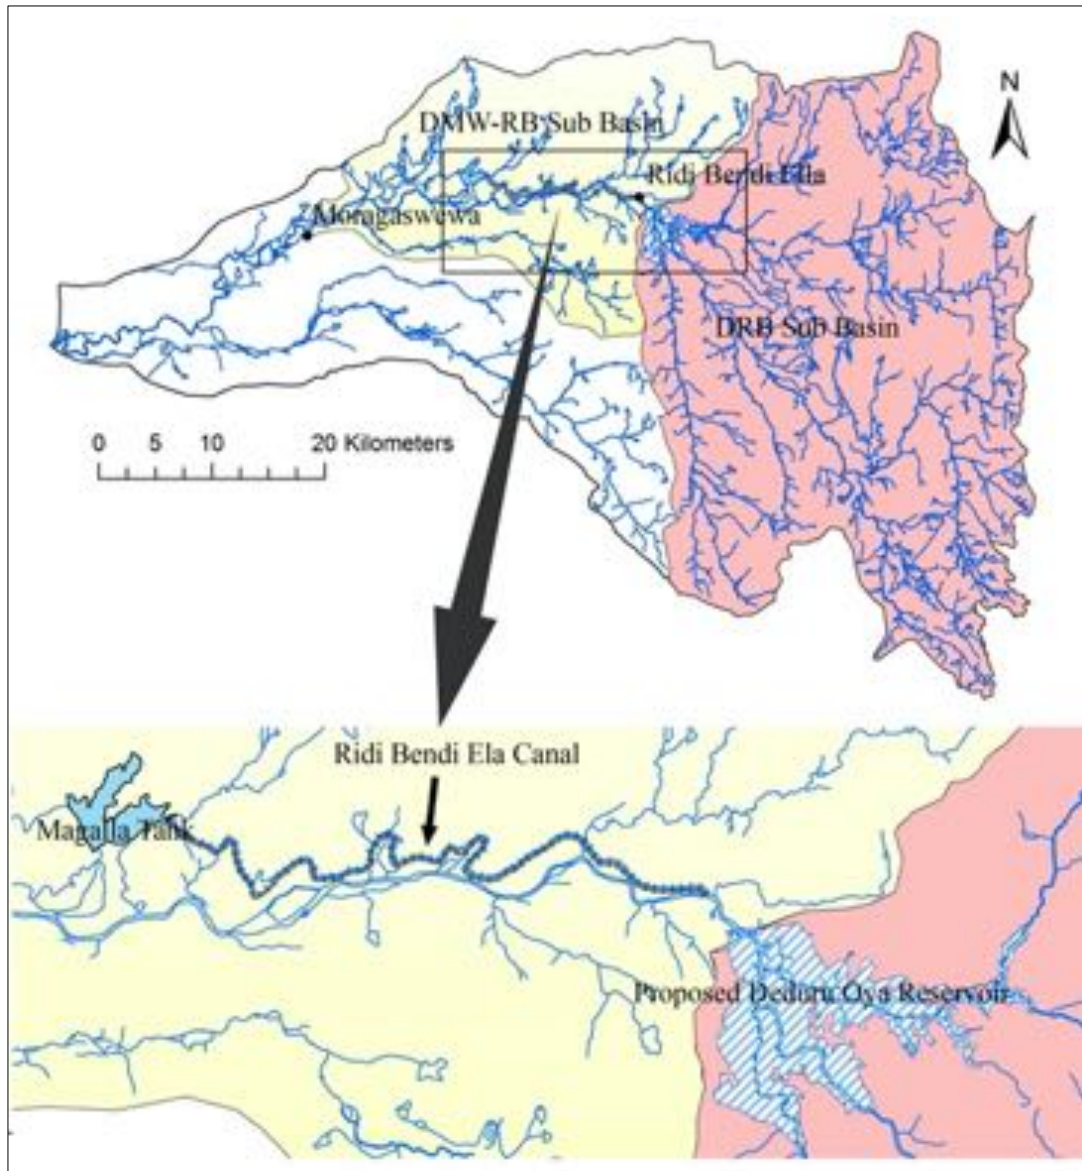 N
DMW-RB Sub Basin
Ridi Bendi Ella
Moragaswewa
DRB Sub Basin
0 5 10 20 Kilometers
Ridi Bendi Ela Canal
Magalla Tank
Proposed Deduru Oya Reservoir